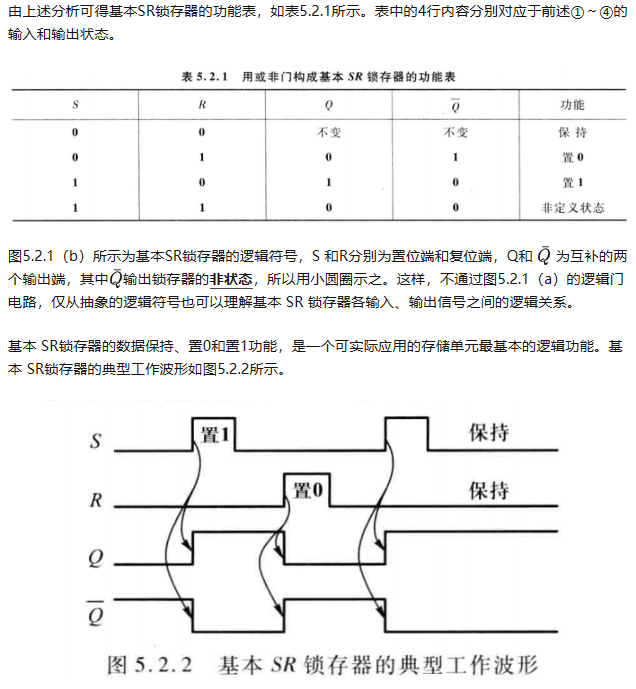 由上述分析可得基本SR锁存器的功能表，如表5.2.1所示。表中的4行内容分别对应于前述①～④的
输入和输出状态。
表 5.2.1 用或非门构成基本 SR 锁存器的功能表
S R Q Q̅ 功能
0 0 不变 不变 保 持
0 1 0 1 置 0
1 0 1 0 置 1
1 1 0 0 非定义状态
图5.2.1（b）所示为基本SR锁存器的逻辑符号，S 和R分别为置位端和复位端，Q和 Q̅ 为互补的两
个输出端，其中Q̅输出锁存器的非状态，所以用小圆圈示之。这样，不通过图5.2.1（a）的逻辑门
电路，仅从抽象的逻辑符号也可以理解基本 SR 锁存器各输入、输出信号之间的逻辑关系。
基本 SR锁存器的数据保持、置0和置1功能，是一个可实际应用的存储单元最基本的逻辑功能。基
本 SR锁存器的典型工作波形如图5.2.2所示。
S 置1 保持
R 置0 保持
Q
Q̅
图 5.2.2 基本 SR 锁存器的典型工作波形